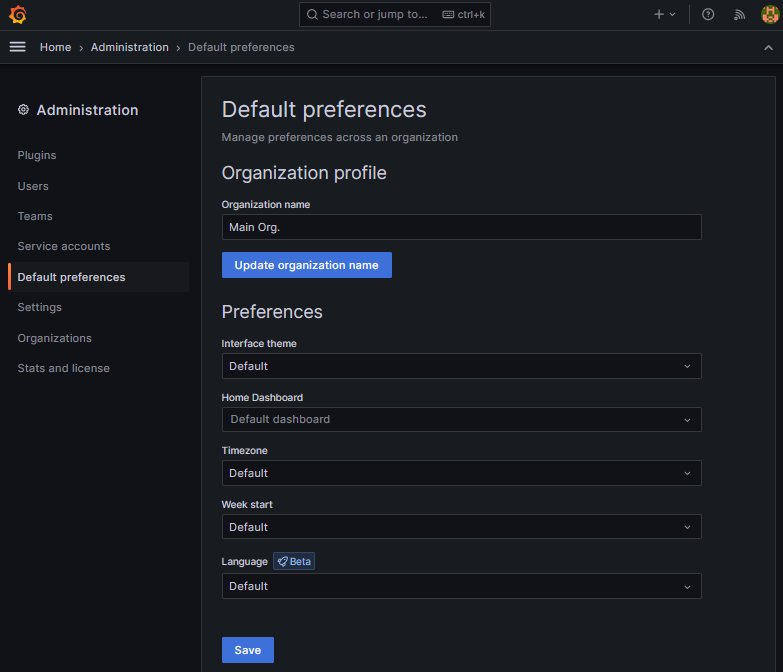 Search or jump to... ctrl+k
Home › Administration › Default preferences
Administration
Plugins
Users
Teams
Service accounts
Default preferences
Settings
Organizations
Stats and license
Default preferences
Manage preferences across an organization
Organization profile
Organization name
Main Org.
Update organization name
Preferences
Interface theme
Default
Home Dashboard
Default dashboard
Timezone
Default
Week start
Default
Language Beta
Default
Save